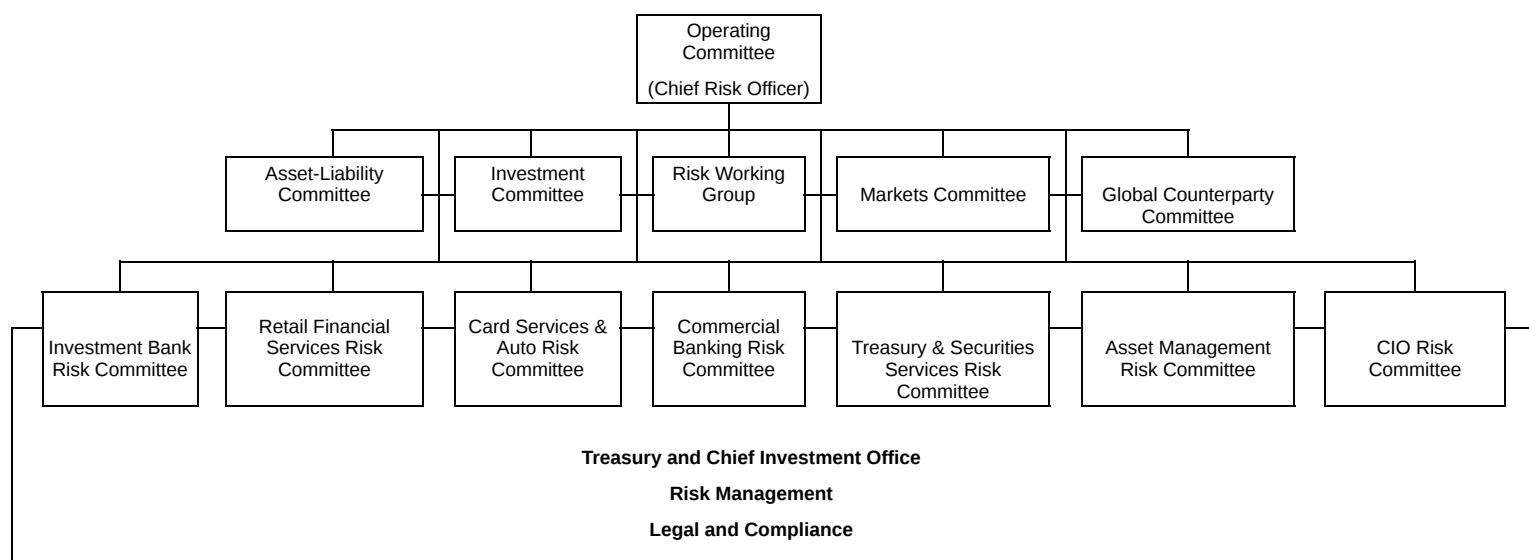 Operating
Committee
(Chief Risk Officer)
Asset-Liability
Committee
Investment
Committee
Risk Working
Group
Markets Committee
Global Counterparty
Committee
Investment Bank
Risk Committee
Retail Financial
Services Risk
Committee
Card Services &
Auto Risk
Committee
Commercial
Banking Risk
Committee
Treasury & Securities
Services Risk
Committee
Asset Management
Risk Committee
CIO Risk
Committee
Treasury and Chief Investment Office
Risk Management
Legal and Compliance